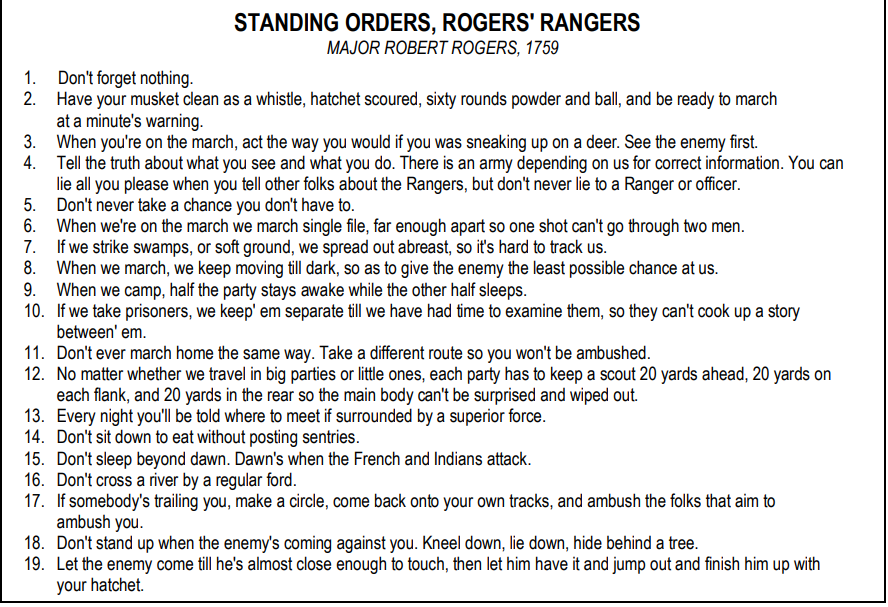 STANDING ORDERS, ROGERS' RANGERS
MAJOR ROBERT ROGERS, 1759
1. Don't forget nothing.
2. Have your musket clean as a whistle, hatchet scoured, sixty rounds powder and ball, and be ready to march
at a minute's warning.
3. When you're on the march, act the way you would if you was sneaking up on a deer. See the enemy first.
4. Tell the truth about what you see and what you do. There is an army depending on us for correct information. You can
lie all you please when you tell other folks about the Rangers, but don't never lie to a Ranger or officer.
5. Don't never take a chance you don't have to.
6. When we're on the march we march single file, far enough apart so one shot can't go through two men.
7. If we strike swamps, or soft ground, we spread out abreast, so it's hard to track us.
8. When we march, we keep moving till dark, so as to give the enemy the least possible chance at us.
9. When we camp, half the party stays awake while the other half sleeps.
10. If we take prisoners, we keep' em separate till we have had time to examine them, so they can't cook up a story
between' em.
11. Don't ever march home the same way. Take a different route so you won't be ambushed.
12. No matter whether we travel in big parties or little ones, each party has to keep a scout 20 yards ahead, 20 yards on
each flank, and 20 yards in the rear so the main body can't be surprised and wiped out.
13. Every night you'll be told where to meet if surrounded by a superior force.
14. Don't sit down to eat without posting sentries.
15. Don't sleep beyond dawn. Dawn's when the French and Indians attack.
16. Don't cross a river by a regular ford.
17. If somebody's trailing you, make a circle, come back onto your own tracks, and ambush the folks that aim to
ambush you.
18. Don't stand up when the enemy's coming against you. Kneel down, lie down, hide behind a tree.
19. Let the enemy come till he's almost close enough to touch, then let him have it and jump out and finish him up with
your hatchet.